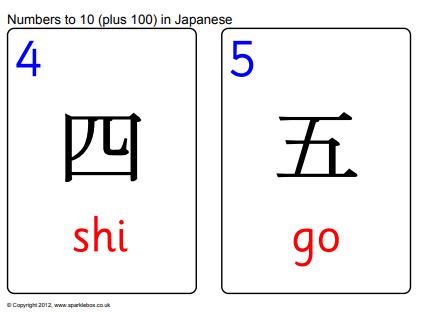 Numbers to 10 (plus 100) in Japanese
4
四
shi
5
五
go
© Copyright 2012, www.sparklebox.co.uk